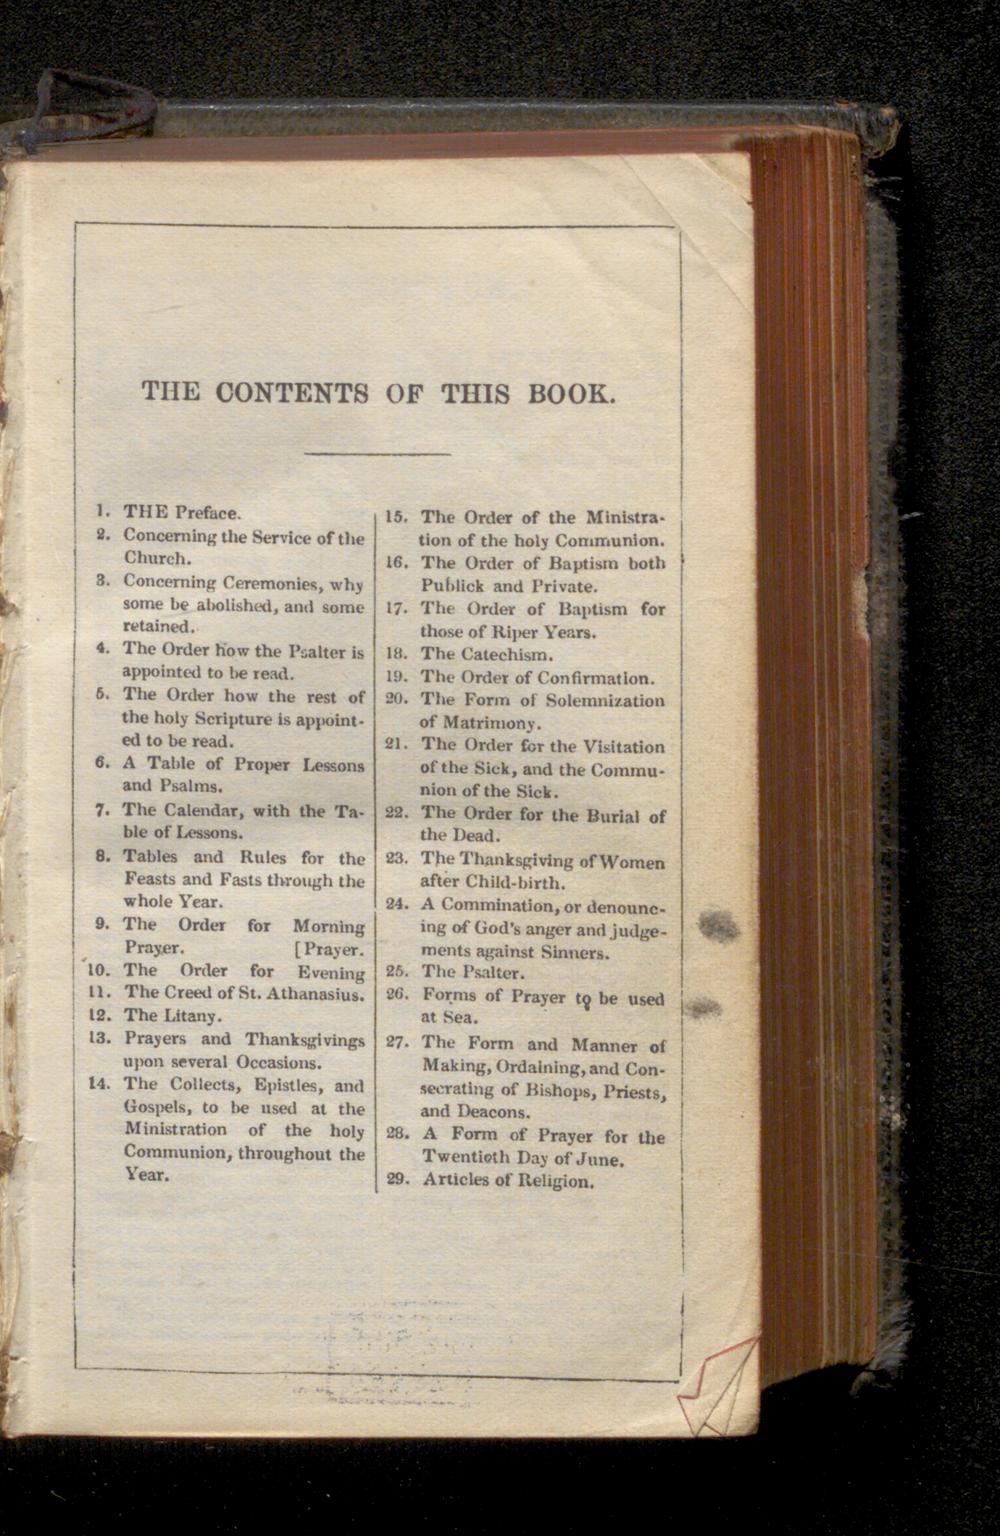 THE CONTENTS OF THIS BOOK.
1. THE Preface.
2. Concerning the Service of the
Church.
3. Concerning Ceremonies, why
some be abolished, and some
retained.
4. The Order how the Psalter is
appointed to be read.
5. The Order how the rest of
the holy Scripture is appoint-
ed to be read.
6. A Table of Proper Lessons
and Psalms.
7. The Calendar, with the Ta-
ble of Lessons.
8. Tables and Rules for the
Feasts and Fasts through the
whole Year.
9. The Order for Morning
Prayer. [Prayer.
10. The Order for Evening
11. The Creed of St. Athanasius.
12. The Litany.
13. Prayers and Thanksgivings
upon several Occasions.
14. The Collects, Epistles, and
Gospels, to be used at the
Ministration of the holy
Communion, throughout the
Year.
15. The Order of the Ministra-
tion of the holy Communion.
16. The Order of Baptism both
Publick and Private.
17. The Order of Baptism for
those of Riper Years.
18. The Catechism.
19. The Order of Confirmation.
20. The Form of Solemnization
of Matrimony.
21. The Order for the Visitation
of the Sick, and the Commu-
nion of the Sick.
22. The Order for the Burial of
the Dead.
23. The Thanksgiving of Women
after Child-birth.
24. A Commination, or denounc-
ing of God's anger and judge-
ments against Sinners.
25. The Psalter.
26. Forms of Prayer to be used
at Sea.
27. The Form and Manner of
Making, Ordaining, and Con-
secrating of Bishops, Priests,
and Deacons.
28. A Form of Prayer for the
Twentieth Day of June.
29. Articles of Religion.